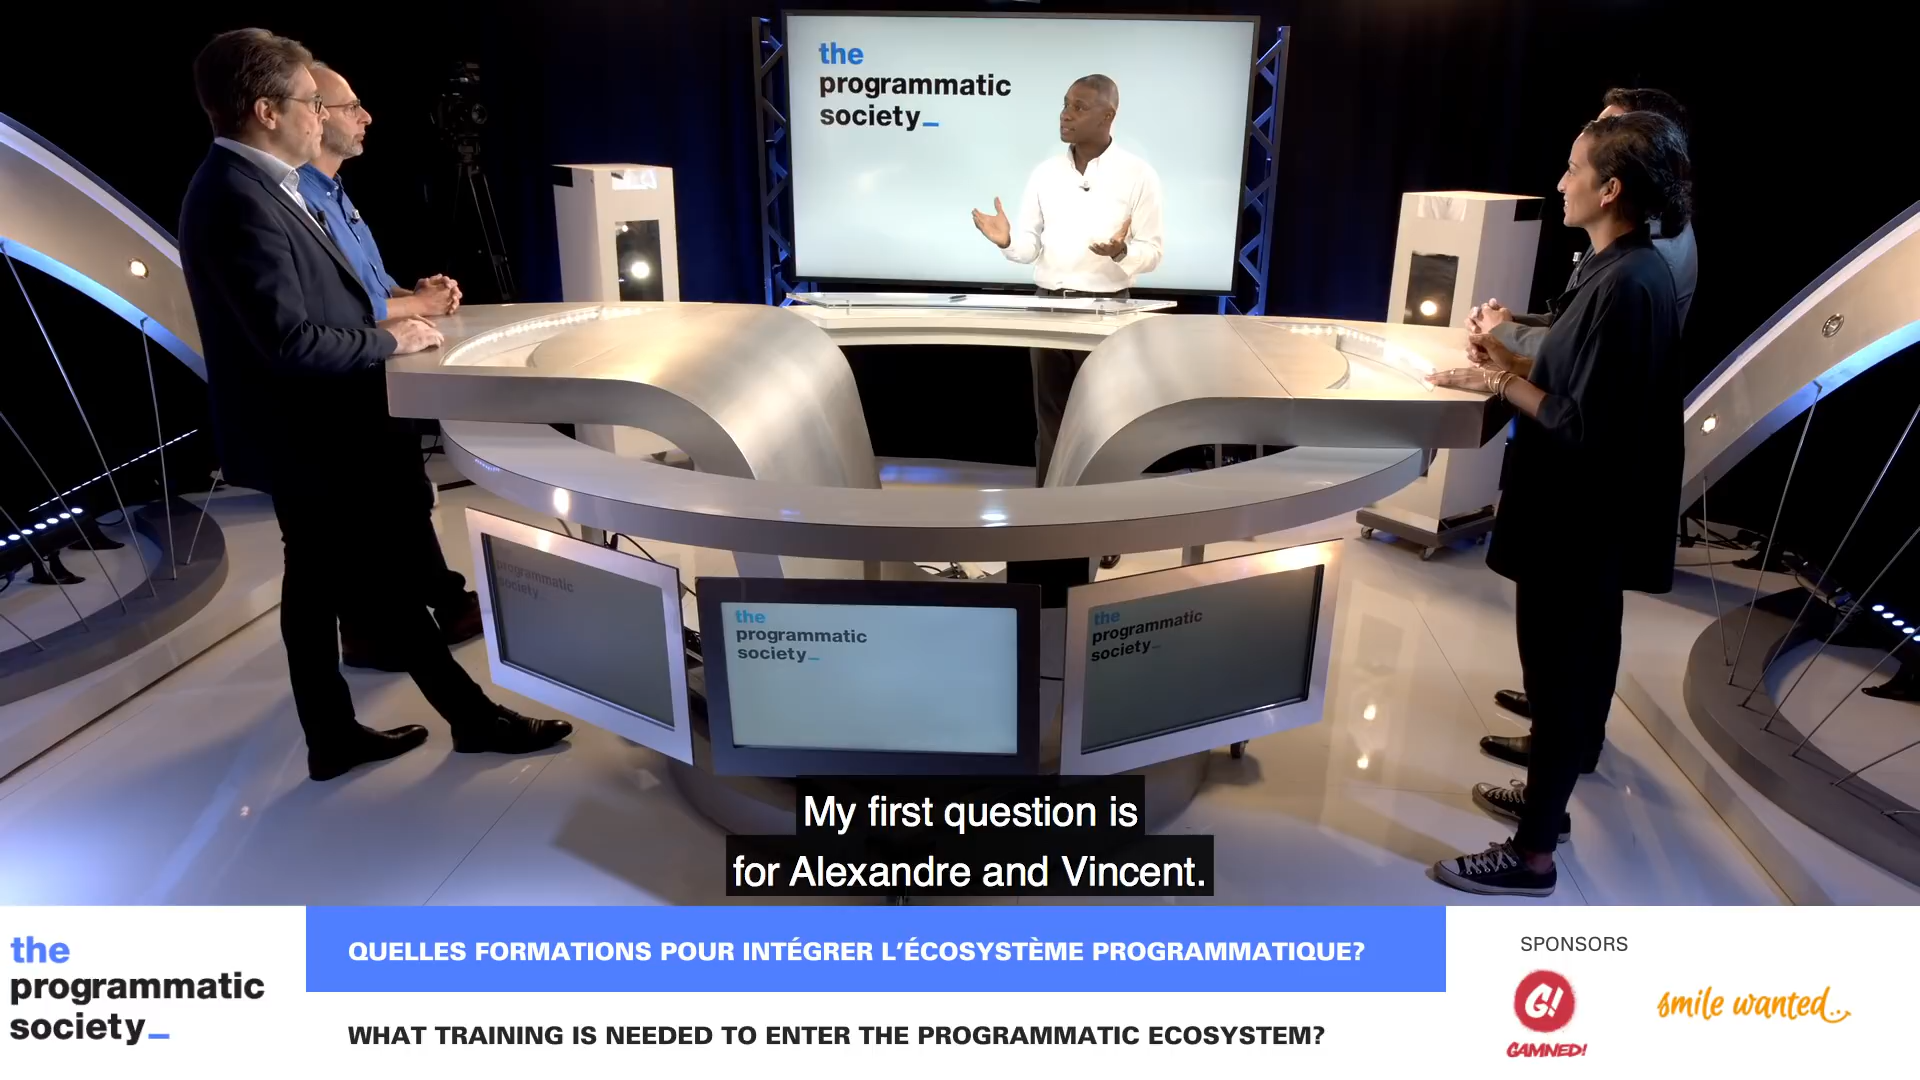 the
programmatic
society_
programmatic
society
the
programmatic
society_
the
programmatic
society_
My first question is
for Alexandre and Vincent.
the
programmatic
society_
QUELLES FORMATIONS POUR INTÉGRER L'ÉCOSYSTÈME PROGRAMMATIQUE?
WHAT TRAINING IS NEEDED TO ENTER THE PROGRAMMATIC ECOSYSTEM?
SPONSORS
G!
GAMNED!
smile wanted..